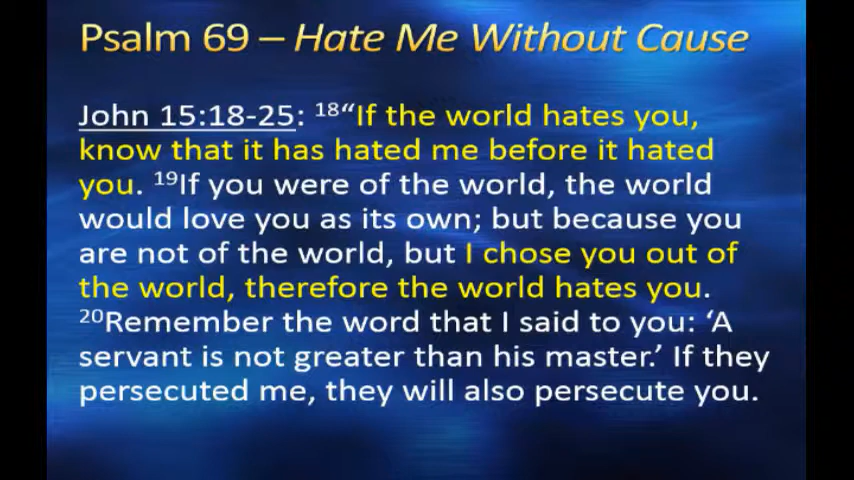 Psalm 69 – Hate Me Without Cause
John 15:18-25: ¹⁸“If the world hates you,
know that it has hated me before it hated
you. ¹⁹If you were of the world, the world
would love you as its own; but because you
are not of the world, but I chose you out of
the world, therefore the world hates you.
²⁰Remember the word that I said to you: ‘A
servant is not greater than his master.’ If they
persecuted me, they will also persecute you.